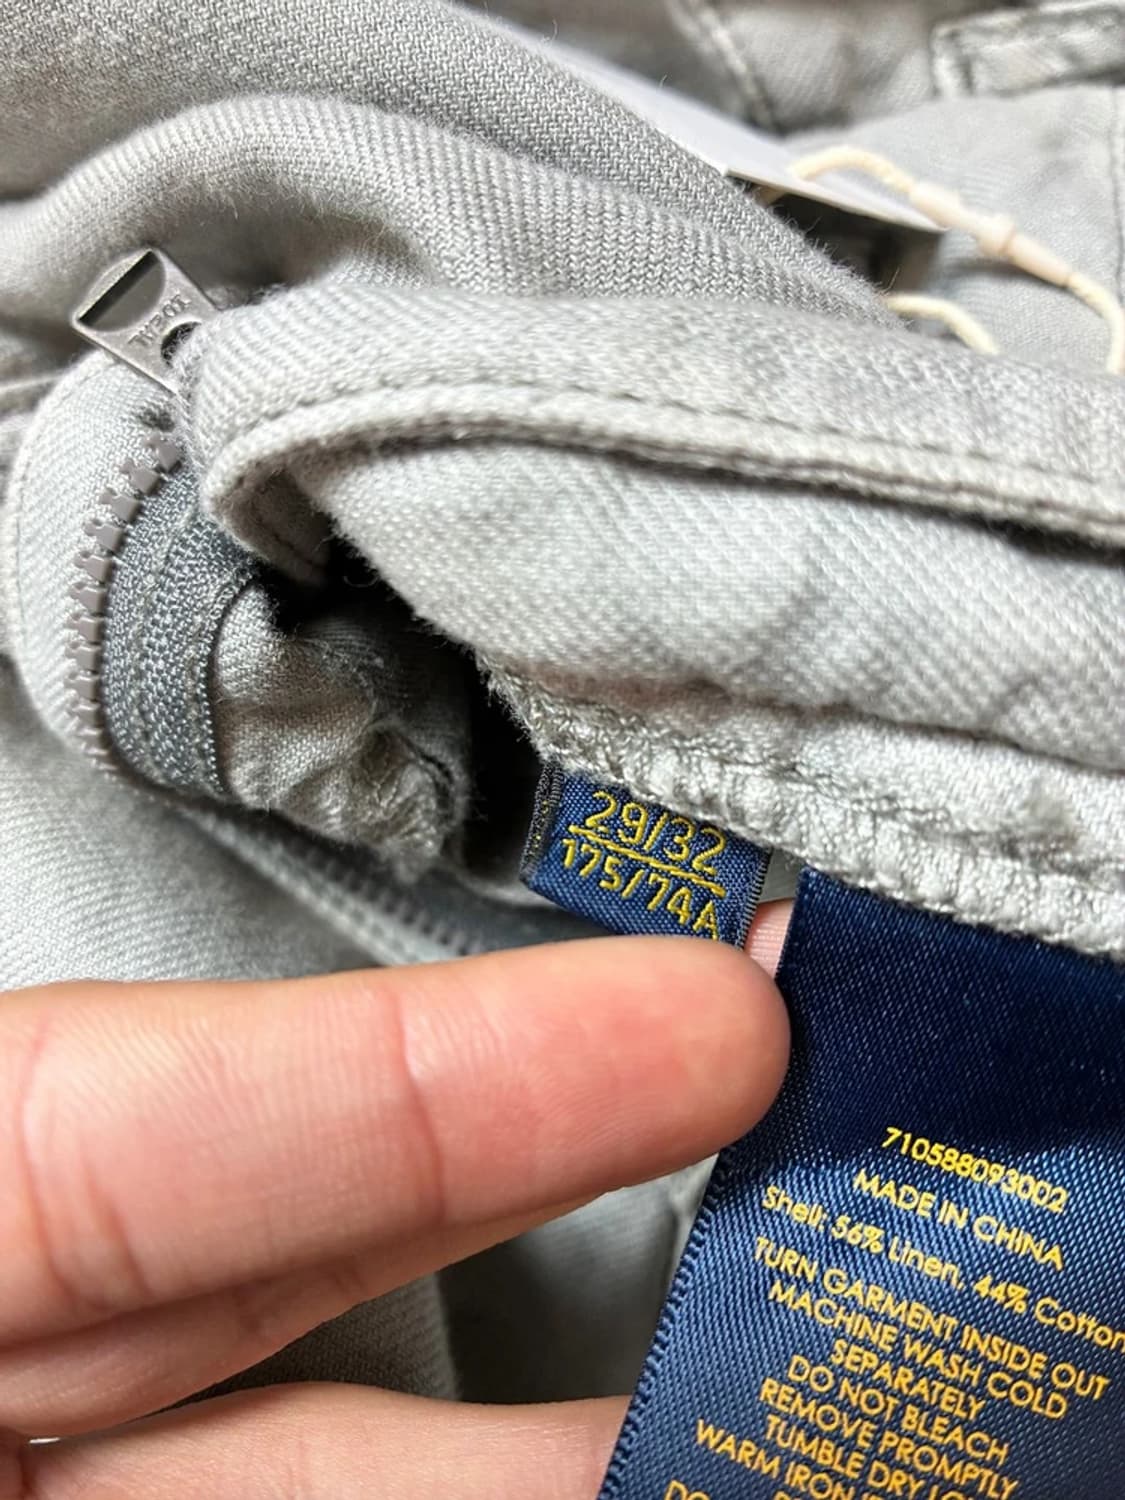 29/32
175/74A
710588093002
MADE IN CHINA
Shell: 56% Linen, 44% Cotton
TURN GARMENT INSIDE OUT
MACHINE WASH COLD
SEPARATELY
DO NOT BLEACH
REMOVE PROMPTLY
TUMBLE DRY
WARM IRON